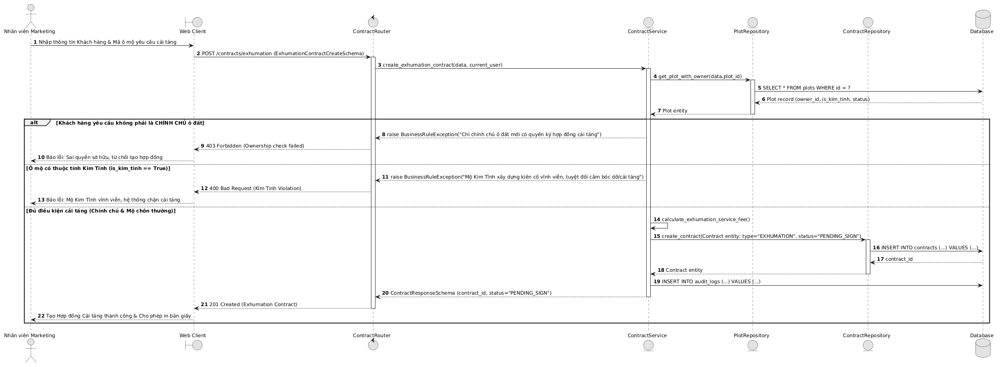 Nhân viên Marketing
Web Client
ContractRouter
ContractService
PlotRepository
ContractRepository
Database
1 Nhập thông tin Khách hàng & Mã ô mộ yêu cầu cải táng
2 POST /contracts/exhumation (ExhumationContractCreateSchema)
3 create_exhumation_contract(data, current_user)
4 get_plot_with_owner(data.plot_id)
5 SELECT * FROM plots WHERE id = ?
6 Plot record (owner_id, is_kim_tinh, status)
7 Plot entity
alt [Khách hàng yêu cầu không phải là CHÍNH CHỦ ô đất]
8 raise BusinessRuleException("Chỉ chính chủ ô đất mới có quyền ký hợp đồng cải táng")
9 403 Forbidden (Ownership check failed)
10 Báo lỗi: Sai quyền sở hữu, từ chối tạo hợp đồng
[Ô mộ có thuộc tính Kim Tĩnh (is_kim_tinh == True)]
11 raise BusinessRuleException("Mộ Kim Tĩnh xây dựng kiên cố vĩnh viễn, tuyệt đối cấm bóc dỡ/cải táng")
12 400 Bad Request (Kim Tinh Violation)
13 Báo lỗi: Mộ Kim Tĩnh vĩnh viễn, hệ thống chặn cải táng
[Đủ điều kiện cải táng (Chính chủ & Mộ chôn thường)]
14 calculate_exhumation_service_fee()
15 create_contract(Contract entity: type="EXHUMATION", status="PENDING_SIGN")
16 INSERT INTO contracts (...) VALUES (...)
17 contract_id
18 Contract entity
19 INSERT INTO audit_logs (...) VALUES (...)
20 ContractResponseSchema (contract_id, status="PENDING_SIGN")
21 201 Created (Exhumation Contract)
22 Tạo Hợp đồng Cải táng thành công & Cho phép in bản giấy
Nhân viên Marketing
Web Client
ContractRouter
ContractService
PlotRepository
ContractRepository
Database